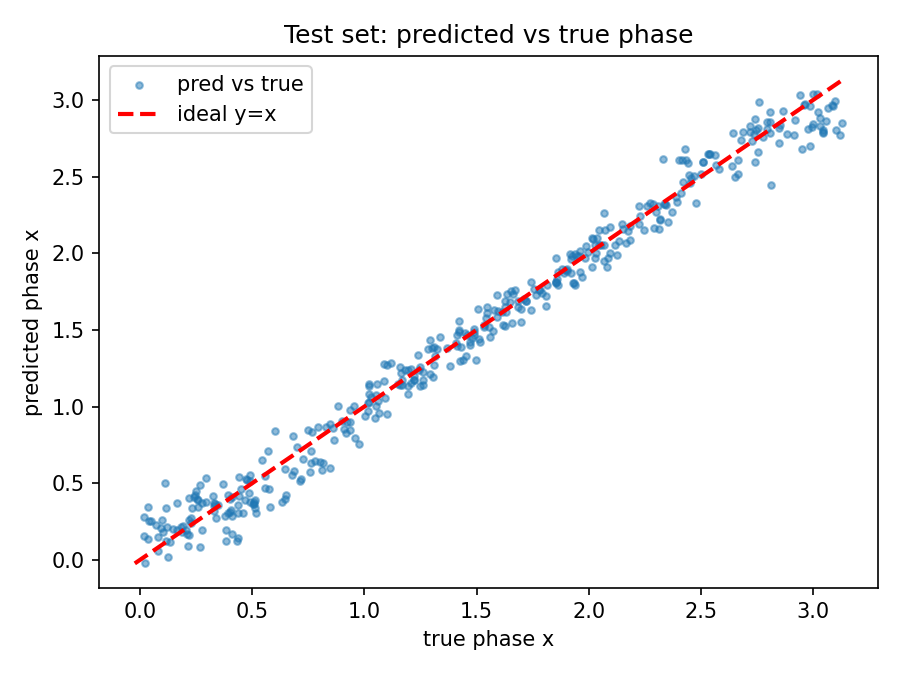 Test set: predicted vs true phase
pred vs true
ideal y=x
3.0
2.5
2.0
1.5
1.0
0.5
0.0
predicted phase x
0.0 0.5 1.0 1.5 2.0 2.5 3.0
true phase x